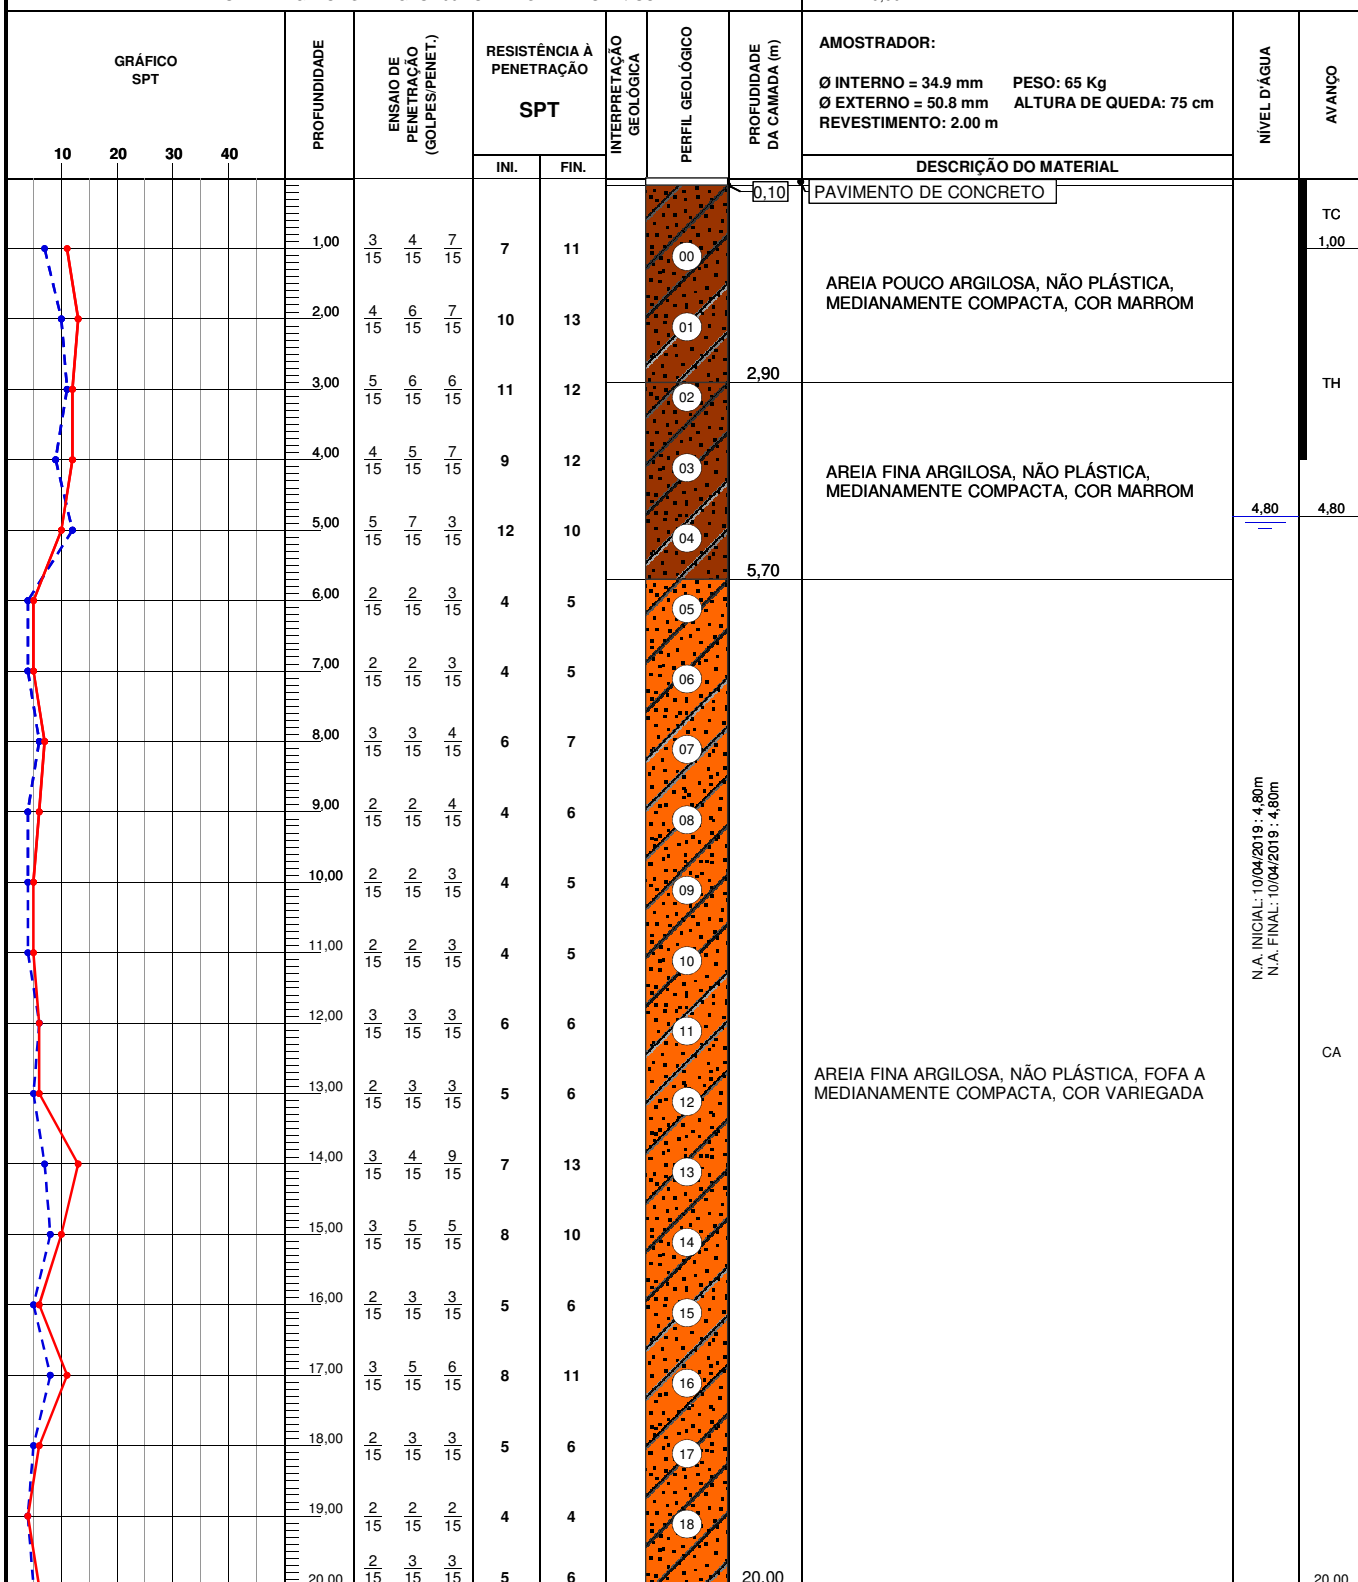 GRÁFICO
SPT
10 20 30 40
PROFUNDIDADE
ENSAIO DE
PENETRAÇÃO
(GOLPES/PENET.)
RESISTÊNCIA À
PENETRAÇÃO
SPT
INI. FIN.
INTERPRETAÇÃO
GEOLÓGICA
PERFIL GEOLÓGICO
PROFUDIDADE
DA CAMADA (m)
AMOSTRADOR:
Ø INTERNO = 34.9 mm PESO: 65 Kg
Ø EXTERNO = 50.8 mm ALTURA DE QUEDA: 75 cm
REVESTIMENTO: 2.00 m
DESCRIÇÃO DO MATERIAL
NÍVEL D'ÁGUA
AVANÇO
0,10 PAVIMENTO DE CONCRETO
TC
1,00 3/15 4/15 7/15 7 11 00 1,00
AREIA POUCO ARGILOSA, NÃO PLÁSTICA,
MEDIANAMENTE COMPACTA, COR MARROM
2,00 4/15 6/15 7/15 10 13 01
2,90
3,00 5/15 6/15 6/15 11 12 02 TH
4,00 4/15 5/15 7/15 9 12 03
AREIA FINA ARGILOSA, NÃO PLÁSTICA,
MEDIANAMENTE COMPACTA, COR MARROM
4,80 4,80
5,00 5/15 7/15 3/15 12 10 04
5,70
6,00 2/15 2/15 3/15 4 5 05
7,00 2/15 2/15 3/15 4 5 06
8,00 3/15 3/15 4/15 6 7 07
9,00 2/15 2/15 4/15 4 6 08
N.A. INICIAL: 10/04/2019 : 4,80m
N.A. FINAL: 10/04/2019 : 4,80m
10,00 2/15 2/15 3/15 4 5 09
11,00 2/15 2/15 3/15 4 5 10
12,00 3/15 3/15 3/15 6 6 11
CA
AREIA FINA ARGILOSA, NÃO PLÁSTICA, FOFA A
MEDIANAMENTE COMPACTA, COR VARIEGADA
13,00 2/15 3/15 3/15 5 6 12
14,00 3/15 4/15 9/15 7 13 13
15,00 3/15 5/15 5/15 8 10 14
16,00 2/15 3/15 3/15 5 6 15
17,00 3/15 5/15 6/15 8 11 16
18,00 2/15 3/15 3/15 5 6 17
19,00 2/15 2/15 2/15 4 4 18
20,00 2/15 3/15 3/15 5 6 20,00 20,00